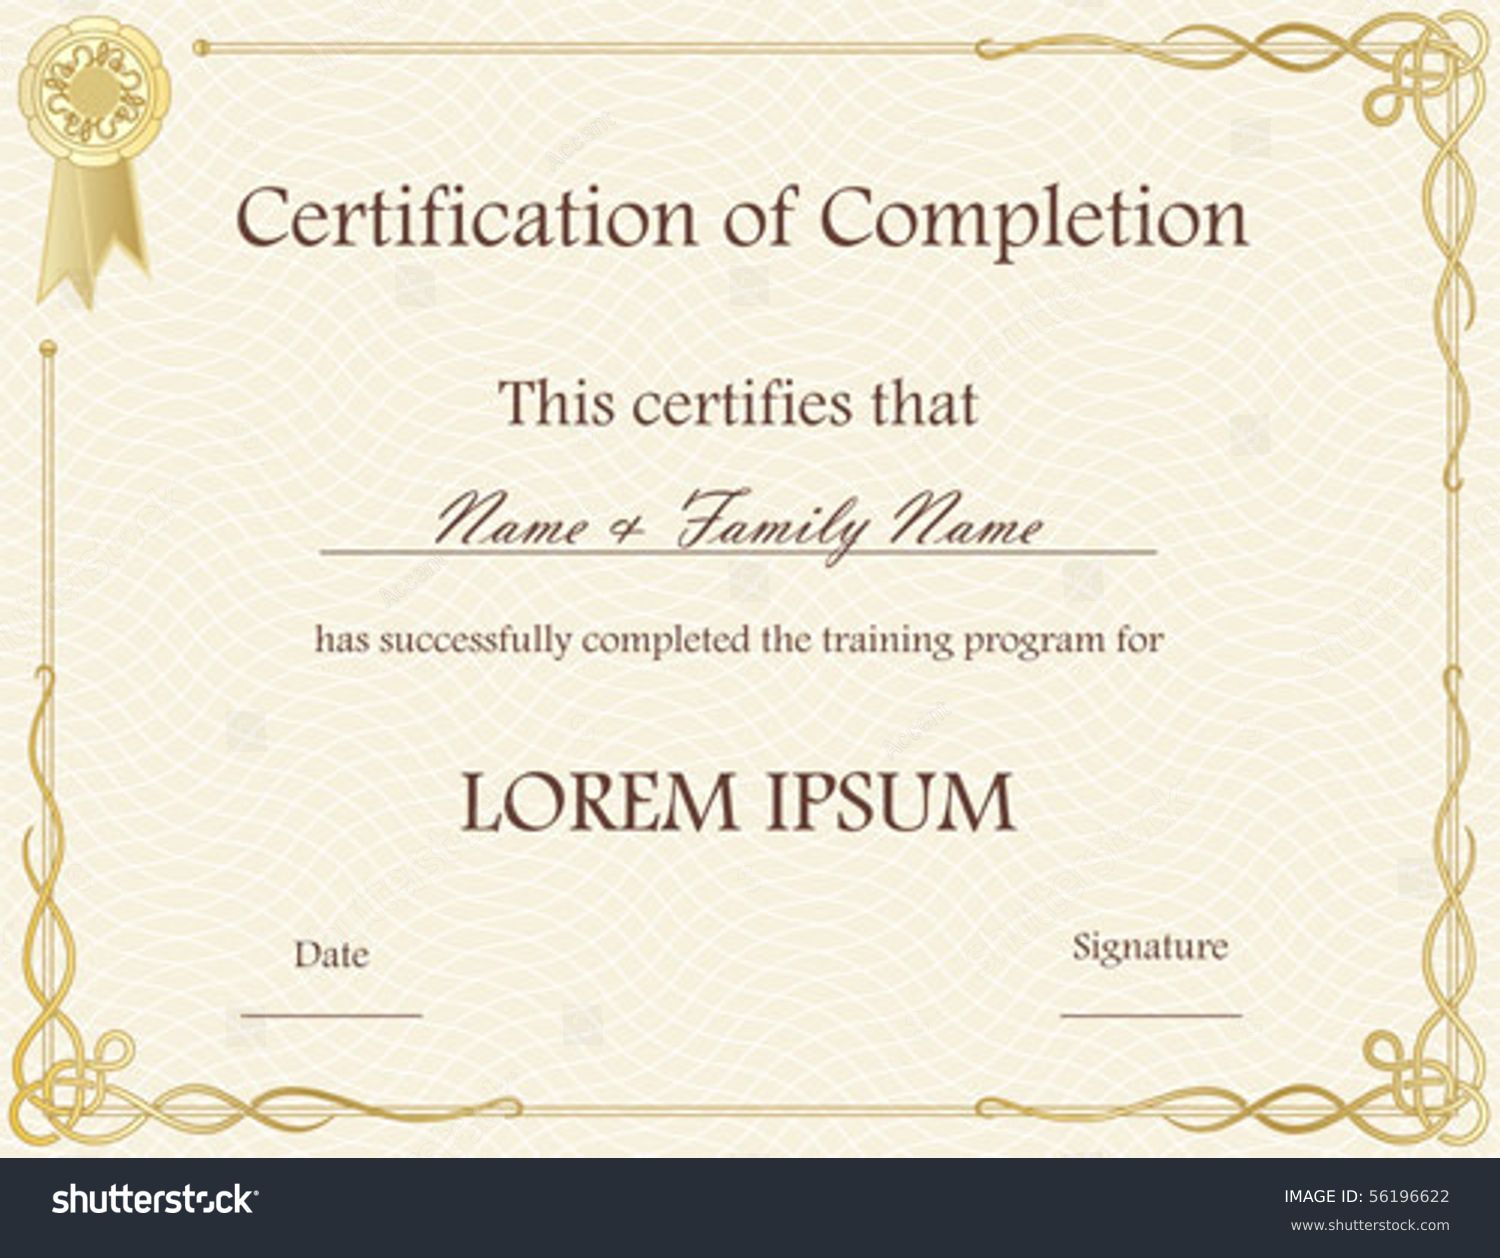 Certification of Completion
This certifies that
Name & Family Name
has successfully completed the training program for
LOREM IPSUM
Date
Signature
shutterstock
IMAGE ID: 56196622
www.shutterstock.com